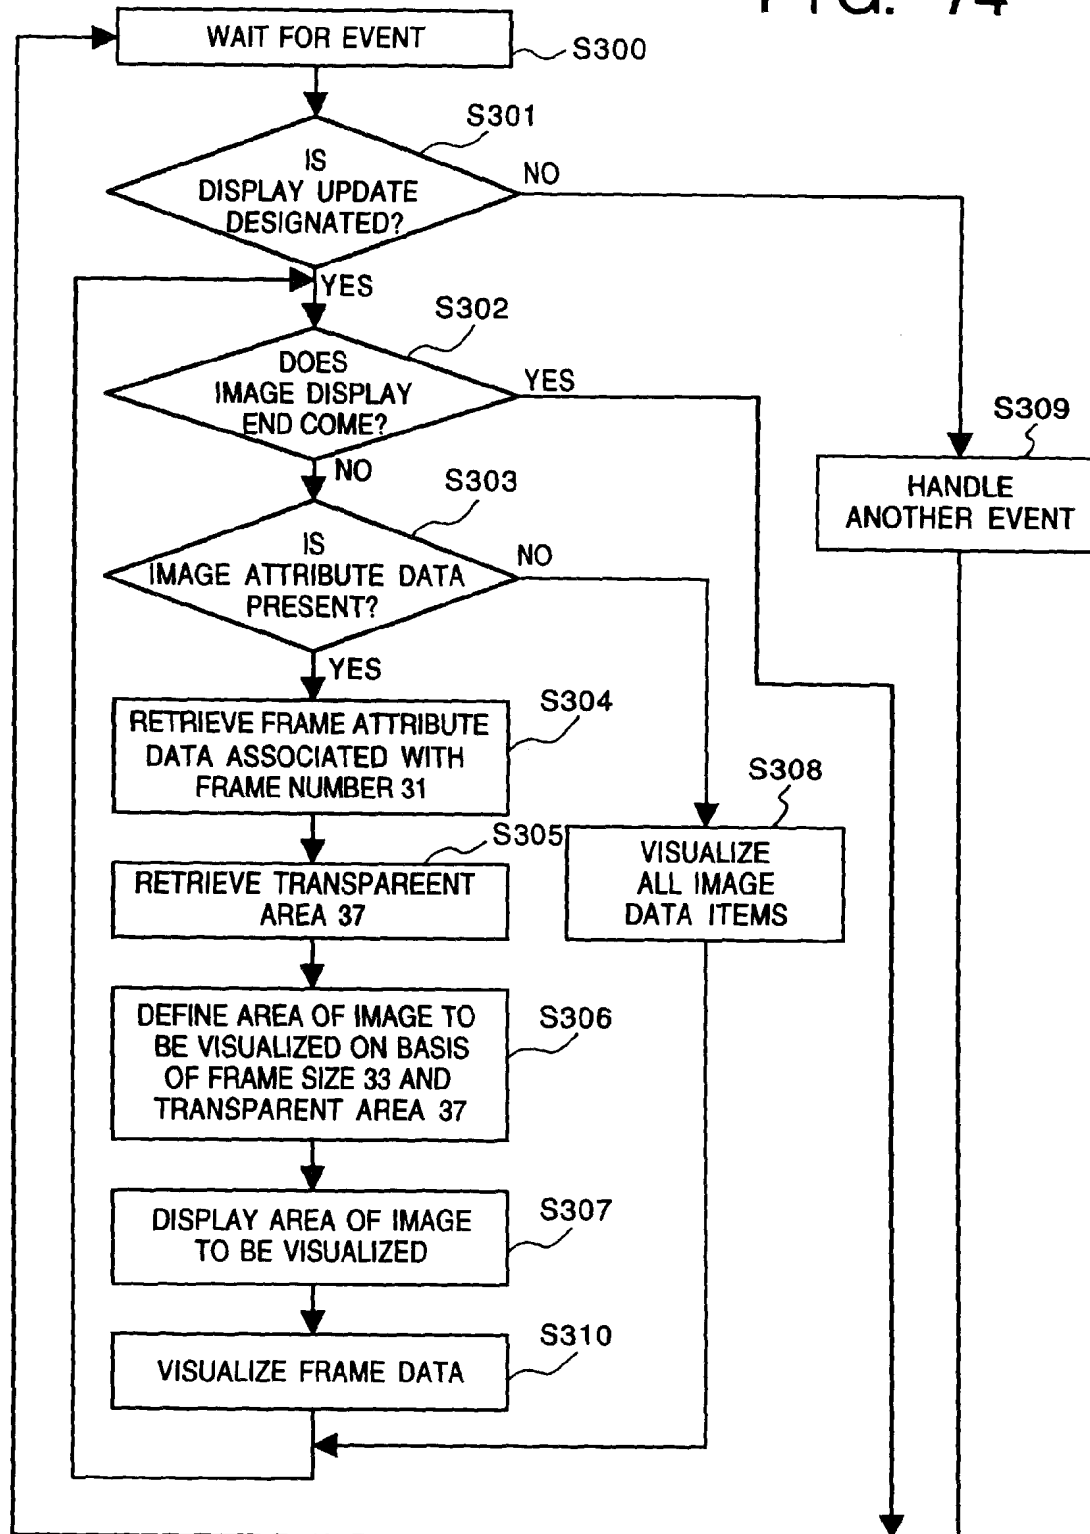 FIG. 74
WAIT FOR EVENT
S300
S301
IS
DISPLAY UPDATE
DESIGNATED?
NO
YES
S302
DOES
IMAGE DISPLAY
END COME?
YES
NO
S309
HANDLE
ANOTHER EVENT
S303
IS
IMAGE ATTRIBUTE DATA
PRESENT?
NO
YES
S304
RETRIEVE FRAME ATTRIBUTE
DATA ASSOCIATED WITH
FRAME NUMBER 31
S308
VISUALIZE
ALL IMAGE
DATA ITEMS
S305
RETRIEVE TRANSPAREENT
AREA 37
S306
DEFINE AREA OF IMAGE TO
BE VISUALIZED ON BASIS
OF FRAME SIZE 33 AND
TRANSPARENT AREA 37
S307
DISPLAY AREA OF IMAGE
TO BE VISUALIZED
S310
VISUALIZE FRAME DATA